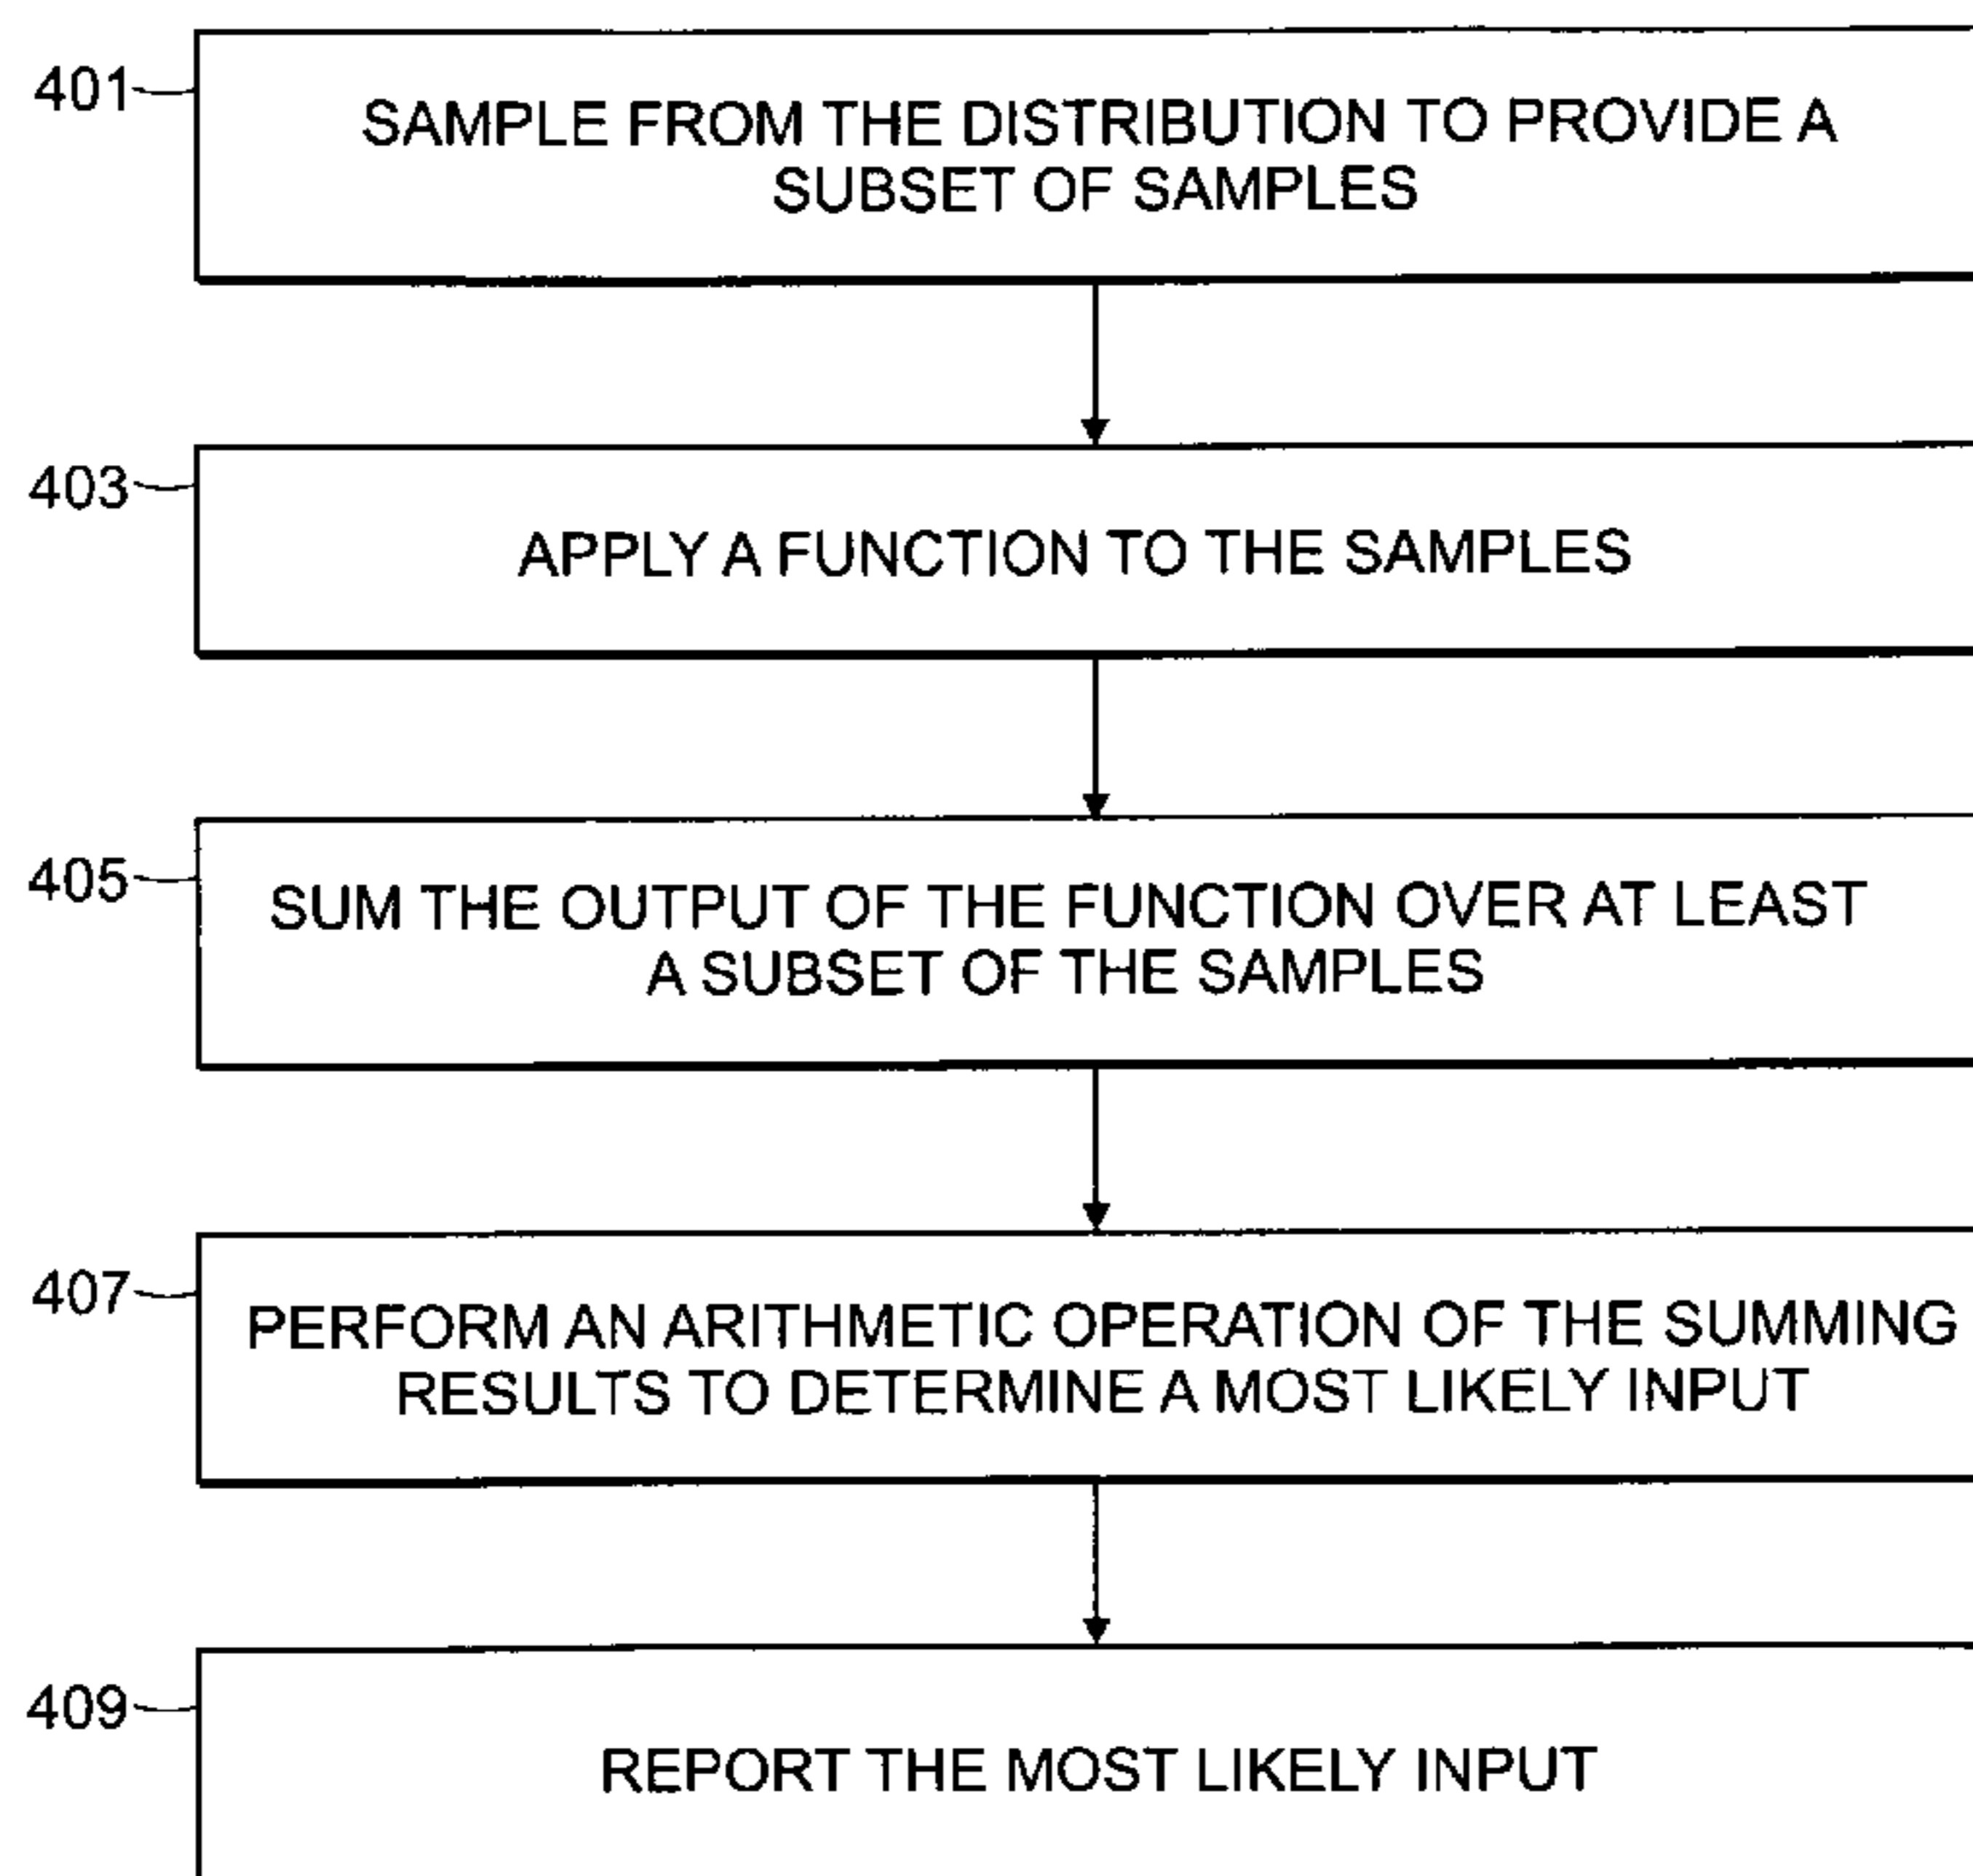 401
SAMPLE FROM THE DISTRIBUTION TO PROVIDE A
SUBSET OF SAMPLES
403
APPLY A FUNCTION TO THE SAMPLES
405
SUM THE OUTPUT OF THE FUNCTION OVER AT LEAST
A SUBSET OF THE SAMPLES
407
PERFORM AN ARITHMETIC OPERATION OF THE SUMMING
RESULTS TO DETERMINE A MOST LIKELY INPUT
409
REPORT THE MOST LIKELY INPUT